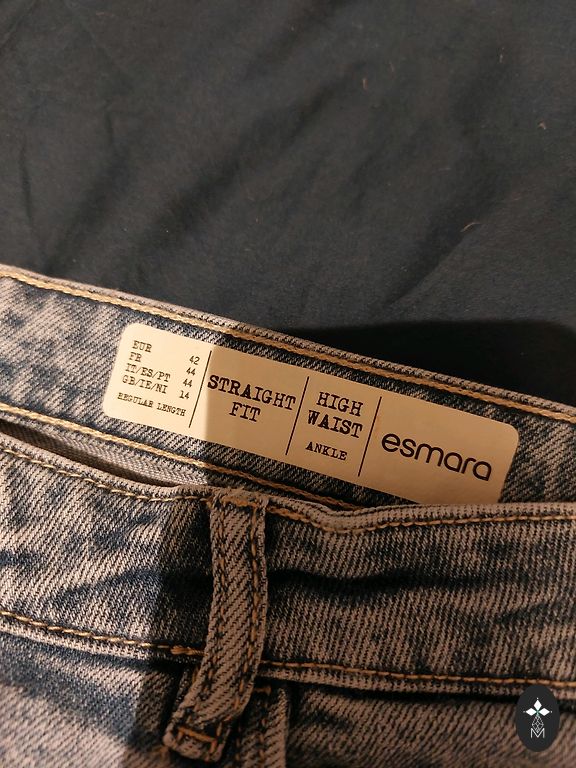 EUR 42
FR 44
IT/ES/PT 44
GB/IE/NI 14
REGULAR LENGTH
STRAIGHT
FIT
HIGH
WAIST
ANKLE
esmara
M